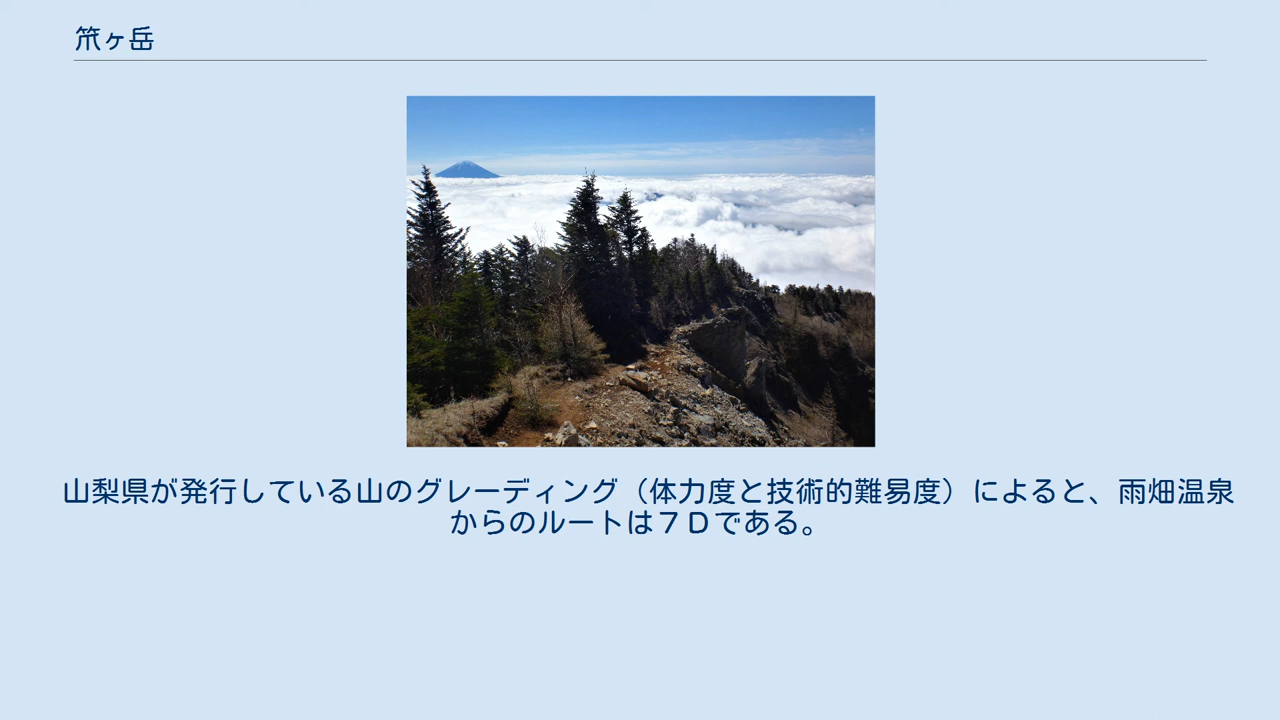 笊ヶ岳
山梨県が発行している山のグレーディング（体力度と技術的難易度）によると、雨畑温泉
からのルートは７Ｄである。